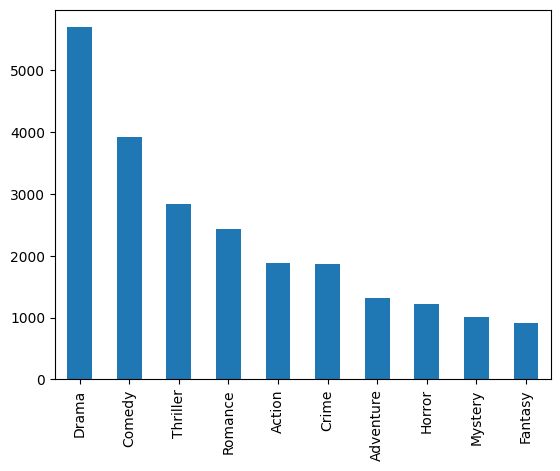 5000
4000
3000
2000
1000
0
Drama
Comedy
Thriller
Romance
Action
Crime
Adventure
Horror
Mystery
Fantasy